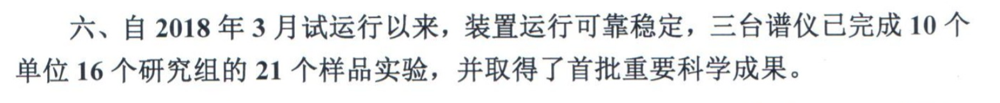 六、自 2018 年 3 月试运行以来，装置运行可靠稳定，三台谱仪已完成 10 个
单位 16 个研究组的 21 个样品实验，并取得了首批重要科学成果。